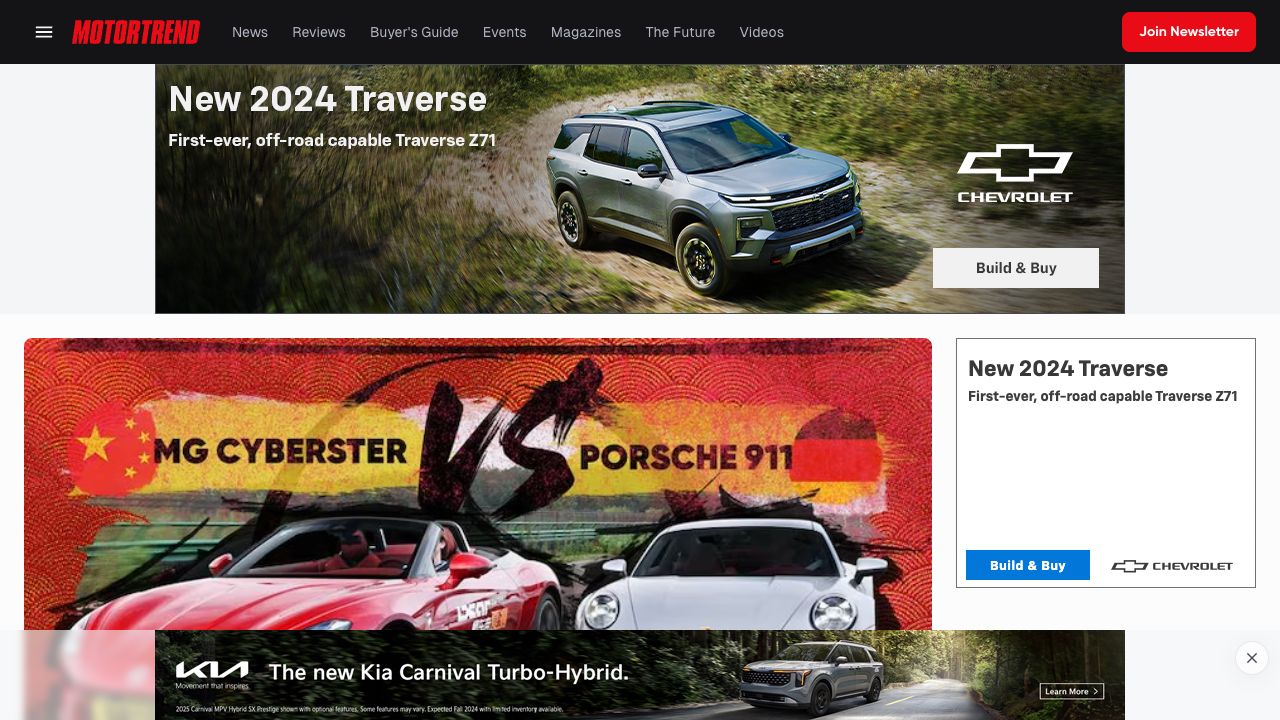 MOTORTREND News Reviews Buyer's Guide Events Magazines The Future Videos Join Newsletter
New 2024 Traverse
First-ever, off-road capable Traverse Z71
CHEVROLET
Build & Buy
MG CYBERSTER VS PORSCHE 911
New 2024 Traverse
First-ever, off-road capable Traverse Z71
Build & Buy CHEVROLET
KIA
Movement that inspires
The new Kia Carnival Turbo-Hybrid.
Learn More >
2025 Carnival MPV Hybrid SX Prestige shown with optional features. Some features may vary. Expected Fall 2024 with limited inventory available.